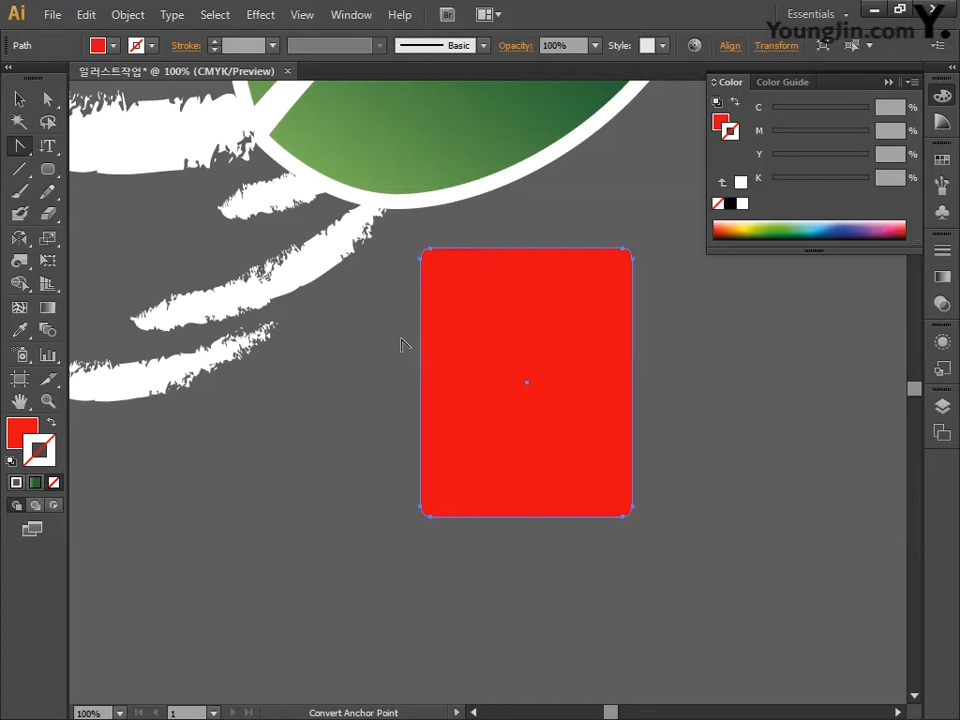 Ai File Edit Object Type Select Effect View Window Help Br Essentials
YoungJin.com Y.
Path Stroke: Basic Opacity: 100% Style: Align Transform
일러스트작업* @ 100% (CMYK/Preview) ×
Color Color Guide
C %
M %
Y %
K %
T
100% 1 Convert Anchor Point